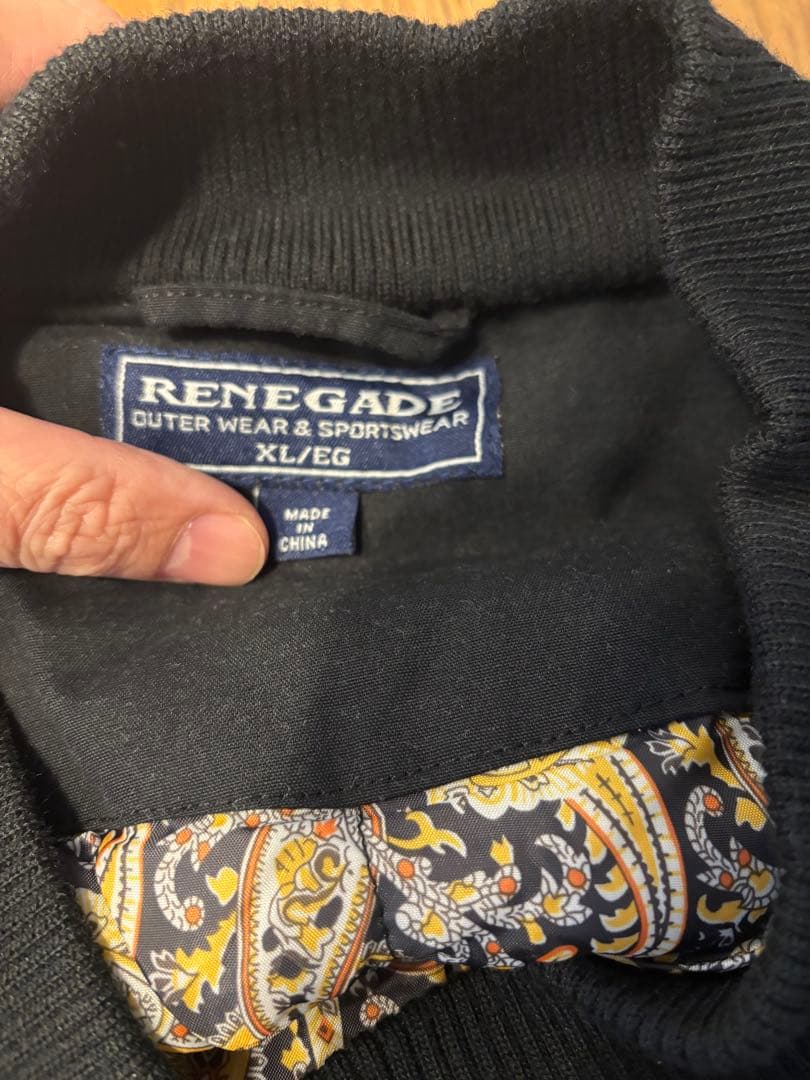 RENEGADE
OUTER WEAR & SPORTSWEAR
XL/EG
MADE
IN
CHINA